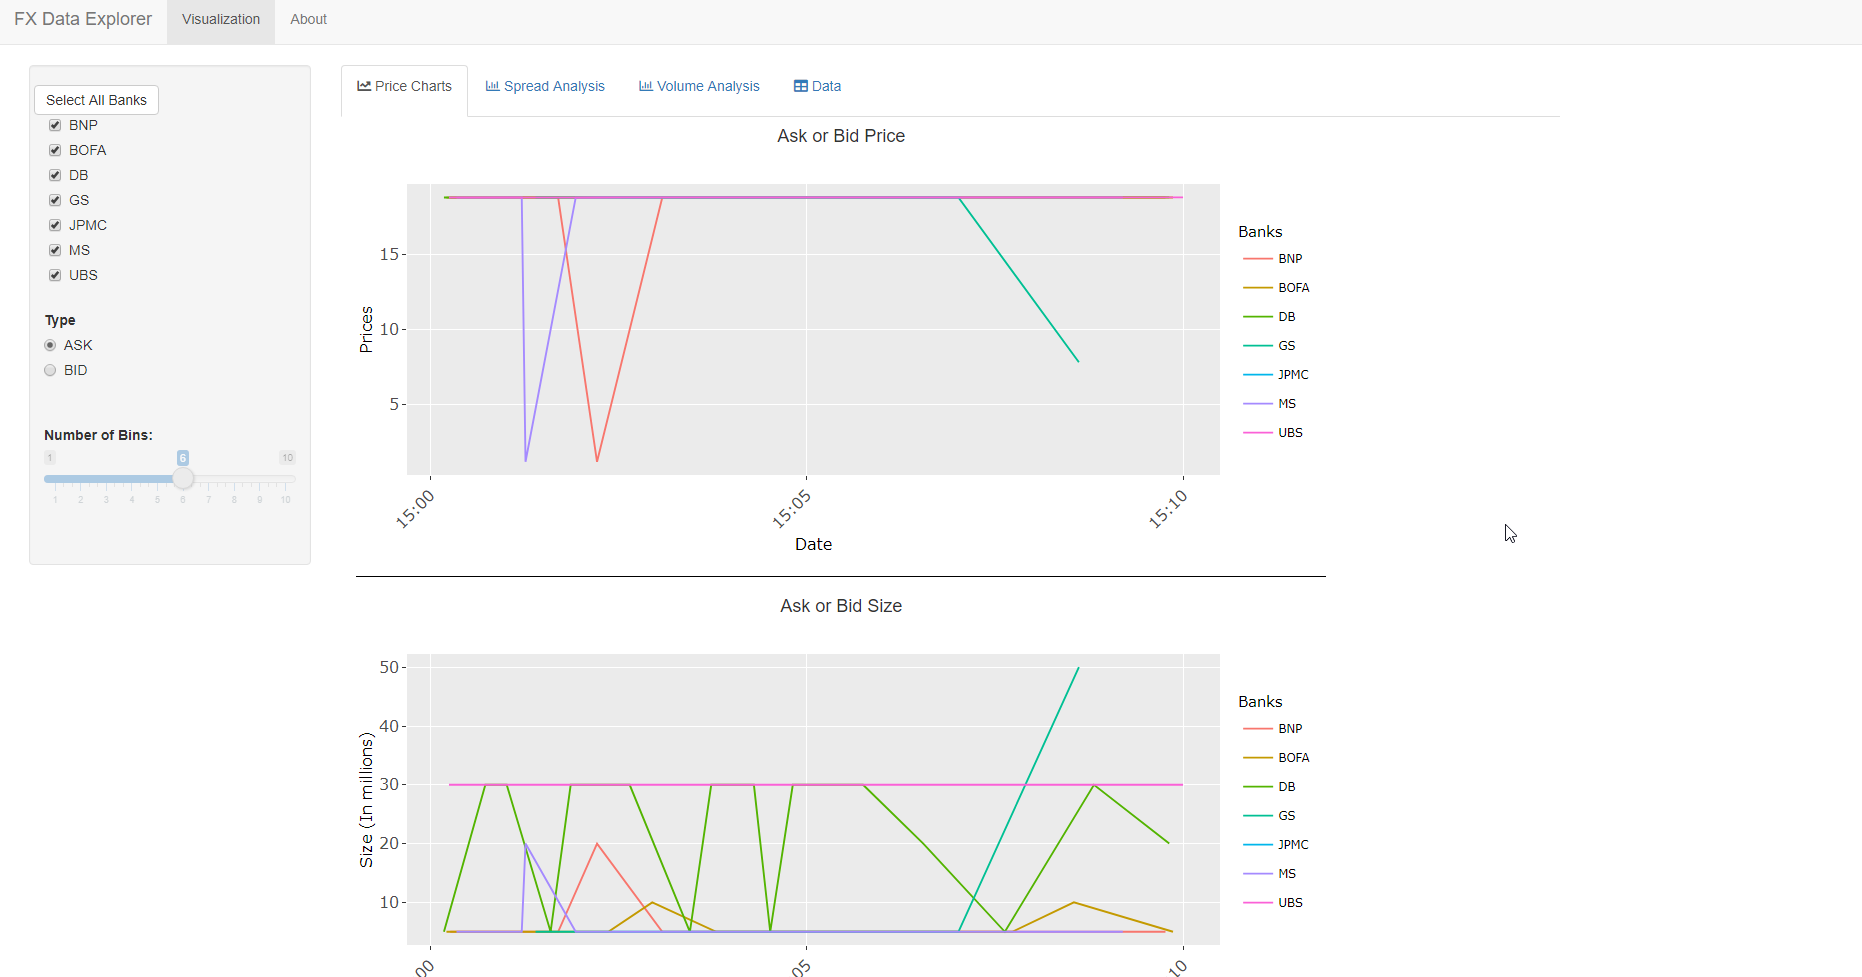 FX Data Explorer Visualization About
Select All Banks
BNP
BOFA
DB
GS
JPMC
MS
UBS
Type
ASK
BID
Number of Bins:
1 6 10
1 2 3 4 5 6 7 8 9 10
Price Charts Spread Analysis Volume Analysis Data
Ask or Bid Price
Prices
15
10
5
15:00 15:05 15:10
Date
Banks
BNP
BOFA
DB
GS
JPMC
MS
UBS
Ask or Bid Size
Size (In millions)
50
40
30
20
10
00 05 10
Banks
BNP
BOFA
DB
GS
JPMC
MS
UBS